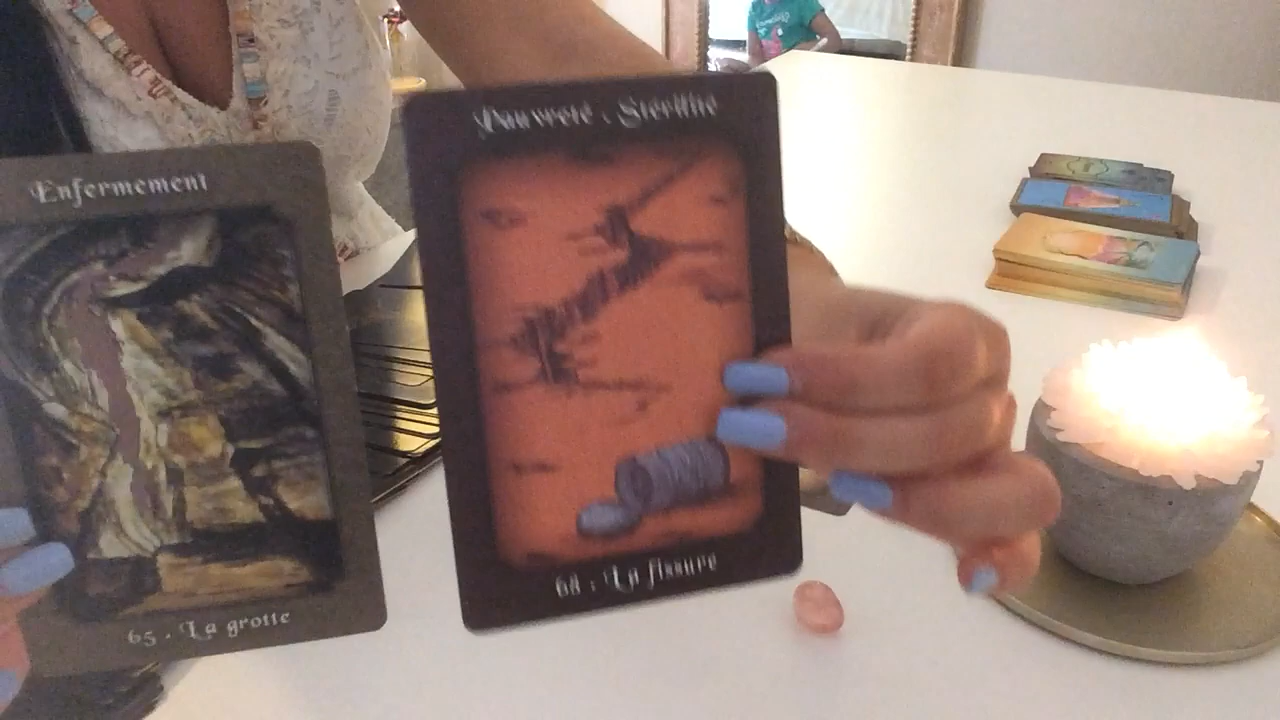 Enfermement
65 . La grotte
Pauvreté . Stérilité
68 . La fissure